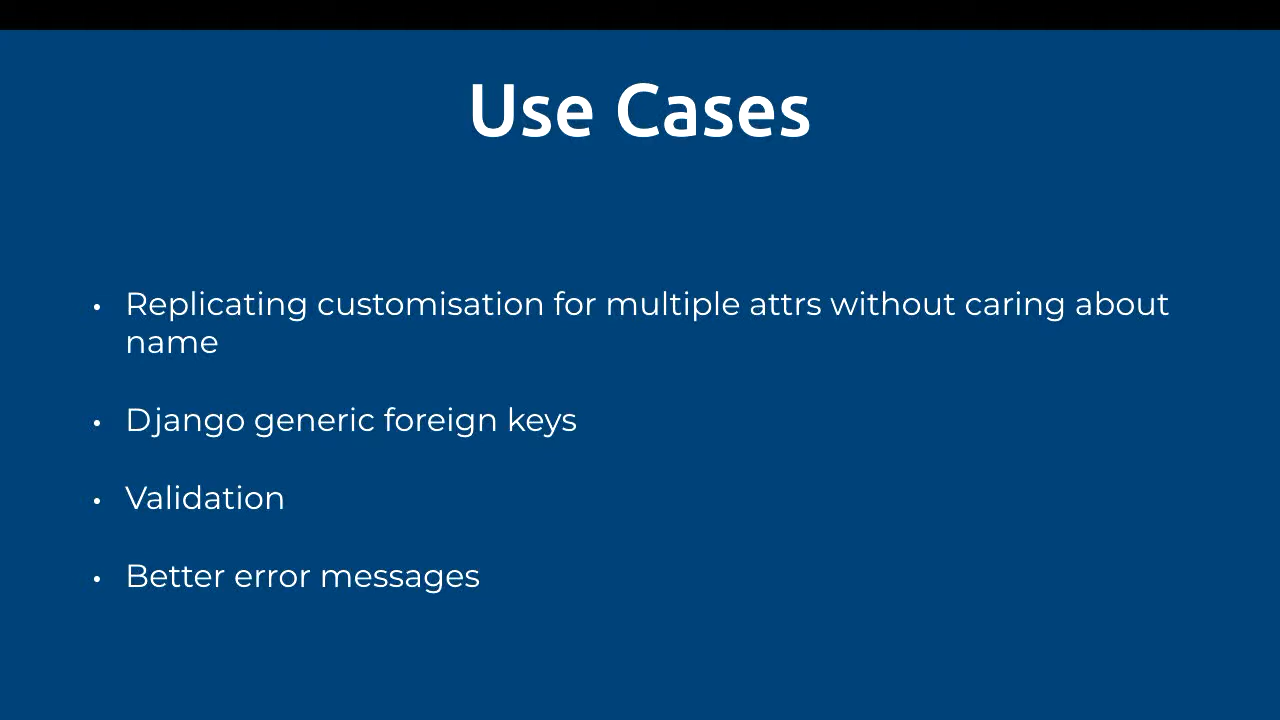 Use Cases
• Replicating customisation for multiple attrs without caring about
name
• Django generic foreign keys
• Validation
• Better error messages